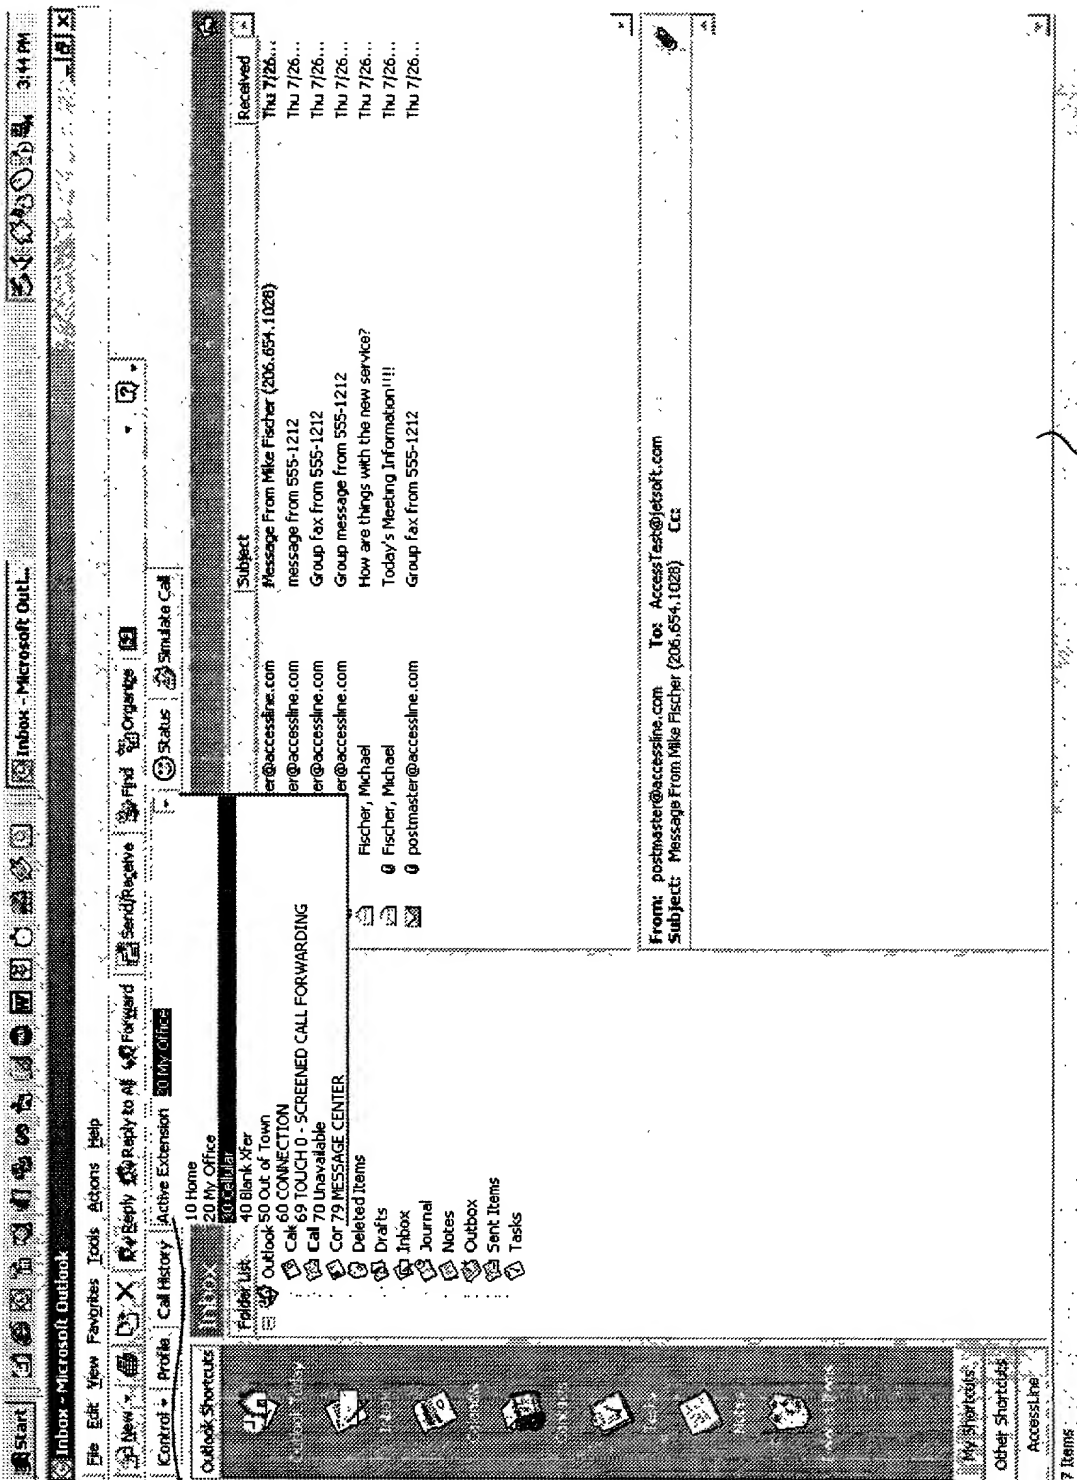 Start
Inbox - Microsoft Outl...
3:44 PM
Inbox - Microsoft Outlook
File Edit View Favorites Tools Actions Help
New Reply Reply to All Forward Send/Receive Find Organize
iControl Profile Call History Active Extension 20 My Office Status Simulate Call
10 Home
20 My Office
30 Cellular
40 Blank Xfer
50 Out of Town
60 CONNECTION
69 TOUCH 0 - SCREENED CALL FORWARDING
70 Unavailable
79 MESSAGE CENTER
Outlook Shortcuts
Inbox
Folder List
Outlook
Cale
Cal
Cor
Deleted Items
Drafts
Inbox
Journal
Notes
Outbox
Sent Items
Tasks
My Shortcuts
Other Shortcuts
AccessLine
Subject Received
er@accessline.com Message From Mike Fischer (206.654.1028) Thu 7/26...
er@accessline.com message from 555-1212 Thu 7/26...
er@accessline.com Group fax from 555-1212 Thu 7/26...
er@accessline.com Group message from 555-1212 Thu 7/26...
Fischer, Michael How are things with the new service? Thu 7/26...
Fischer, Michael Today's Meeting Information!!!! Thu 7/26...
postmaster@accessline.com Group fax from 555-1212 Thu 7/26...
From: postmaster@accessline.com To: AccessTest@jetsoft.com
Subject: Message From Mike Fischer (206.654.1028) Cc:
7 Items